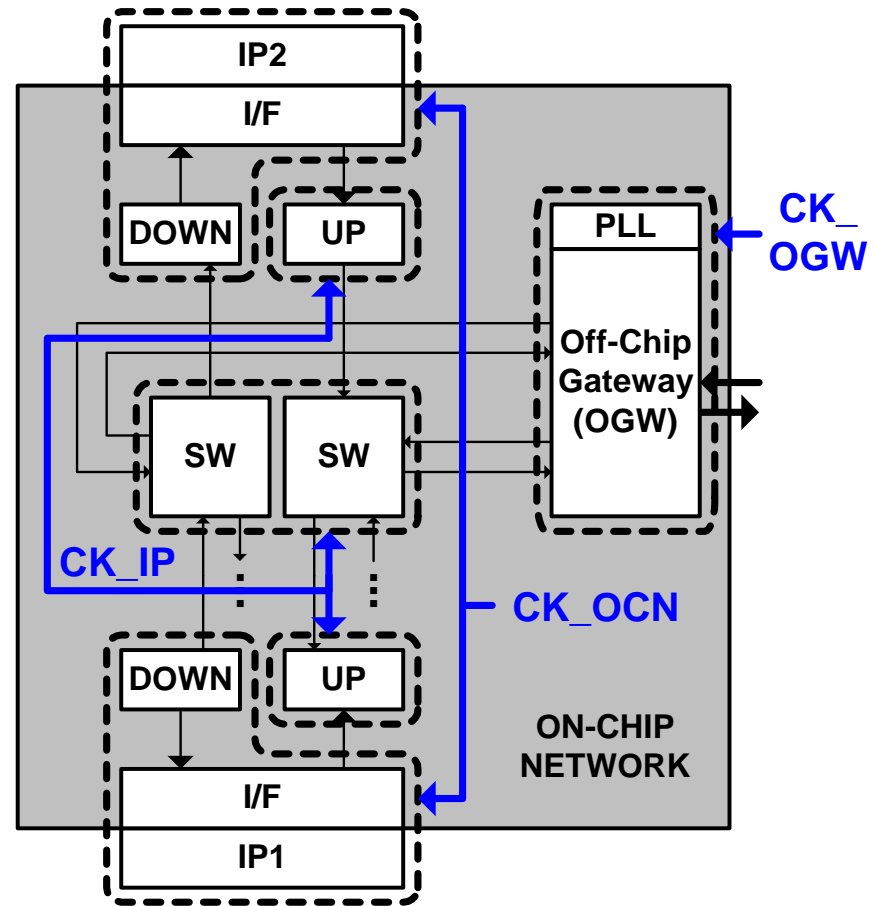 IP2
I/F
DOWN
UP
PLL
CK_
OGW
Off-Chip
Gateway
(OGW)
SW
SW
CK_IP
CK_OCN
DOWN
UP
ON-CHIP
NETWORK
I/F
IP1